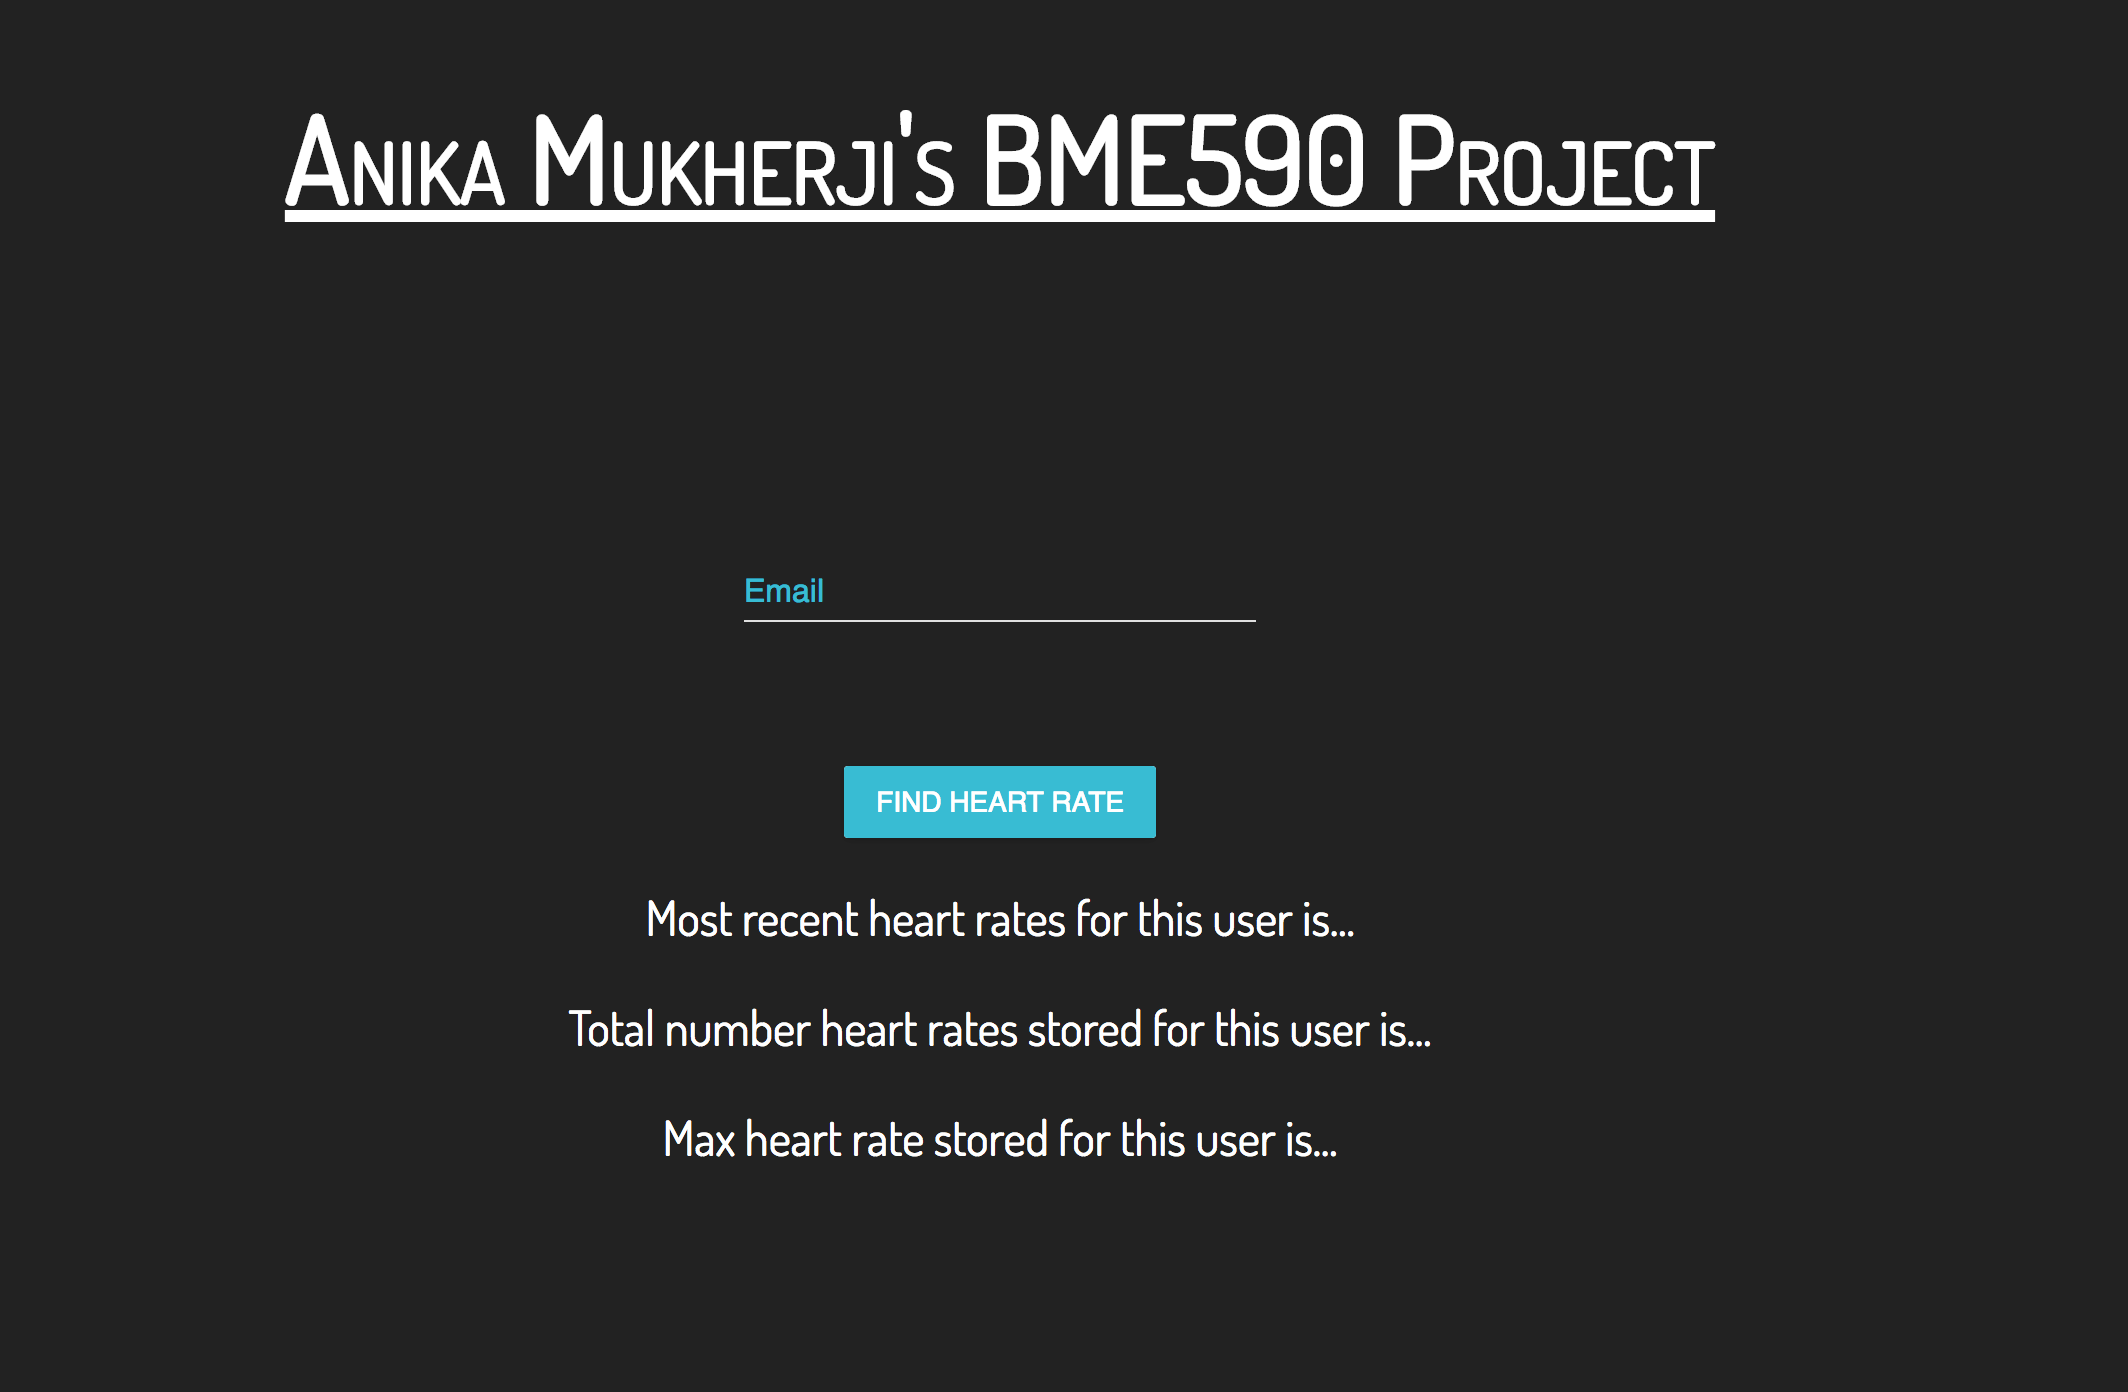 Anika Mukherji's BME590 Project
Email
FIND HEART RATE
Most recent heart rates for this user is...
Total number heart rates stored for this user is...
Max heart rate stored for this user is...